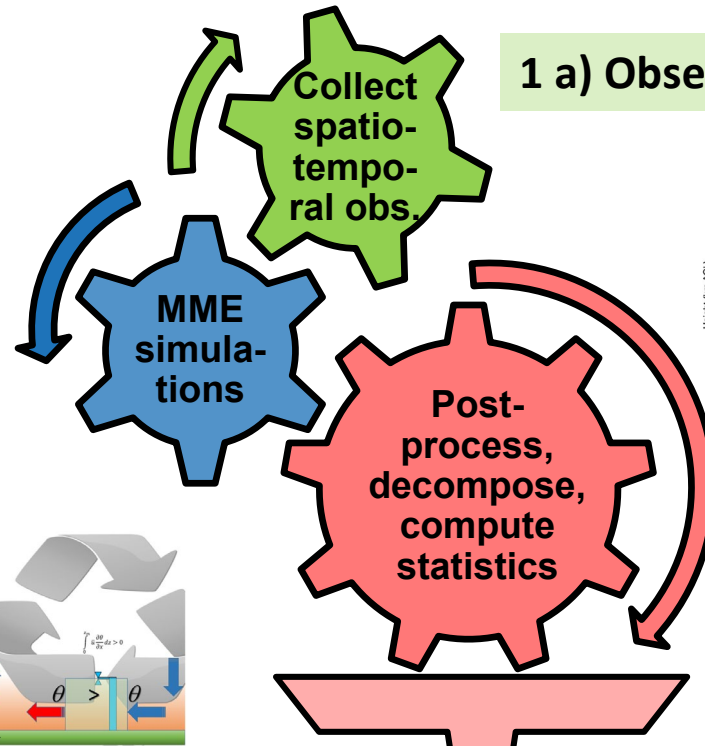 1 a) Obse
Collect
spatio-
tempo-
ral obs.
MME
simula-
tions
Post-
process,
decompose,
compute
statistics
θ > θ